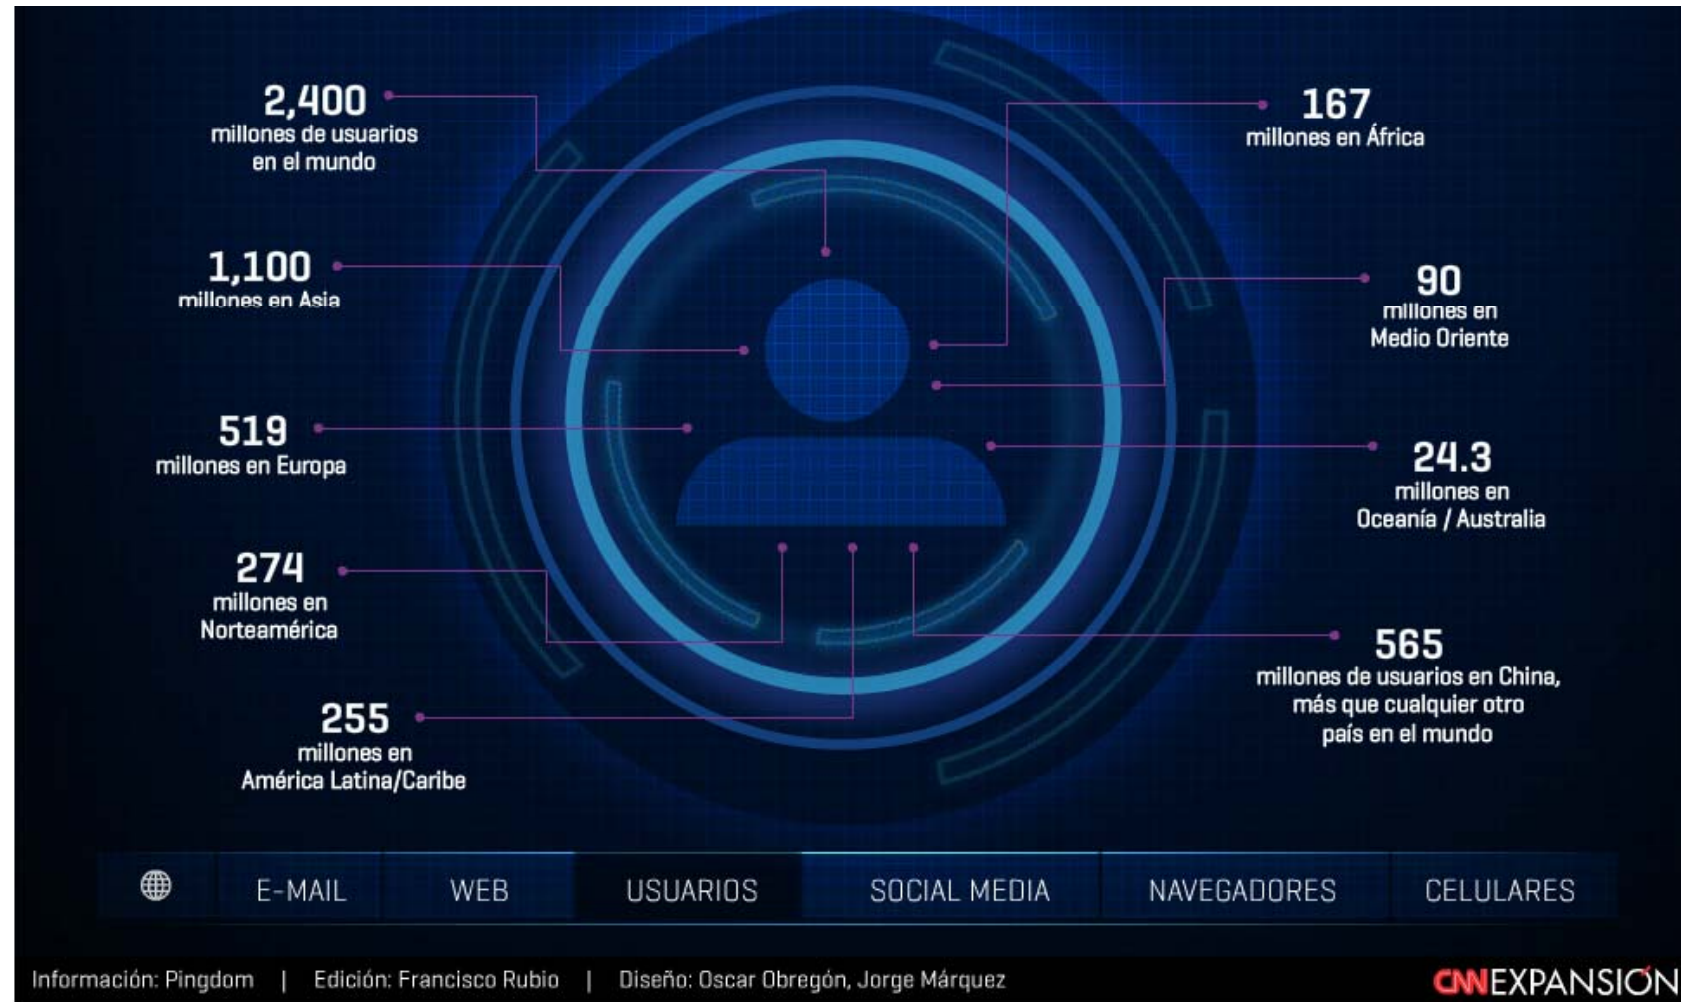 2,400
millones de usuarios
en el mundo
1,100
millones en Asia
519
millones en Europa
274
millones en
Norteamérica
255
millones en
América Latina/Caribe
167
millones en África
90
millones en
Medio Oriente
24.3
millones en
Oceanía / Australia
565
millones de usuarios en China,
más que cualquier otro
país en el mundo
E-MAIL
WEB
USUARIOS
SOCIAL MEDIA
NAVEGADORES
CELULARES
Información: Pingdom | Edición: Francisco Rubio | Diseño: Oscar Obregón, Jorge Márquez
CNNEXPANSIÓN